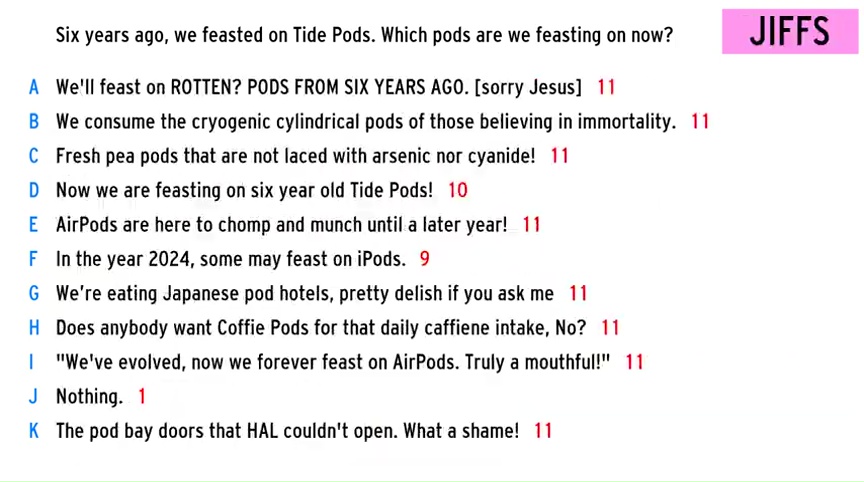 Six years ago, we feasted on Tide Pods. Which pods are we feasting on now?
JIFFS
A We'll feast on ROTTEN? PODS FROM SIX YEARS AGO. [sorry Jesus] 11
B We consume the cryogenic cylindrical pods of those believing in immortality. 11
C Fresh pea pods that are not laced with arsenic nor cyanide! 11
D Now we are feasting on six year old Tide Pods! 10
E AirPods are here to chomp and munch until a later year! 11
F In the year 2024, some may feast on iPods. 9
G We're eating Japanese pod hotels, pretty delish if you ask me 11
H Does anybody want Coffie Pods for that daily caffiene intake, No? 11
I "We've evolved, now we forever feast on AirPods. Truly a mouthful!" 11
J Nothing. 1
K The pod bay doors that HAL couldn't open. What a shame! 11